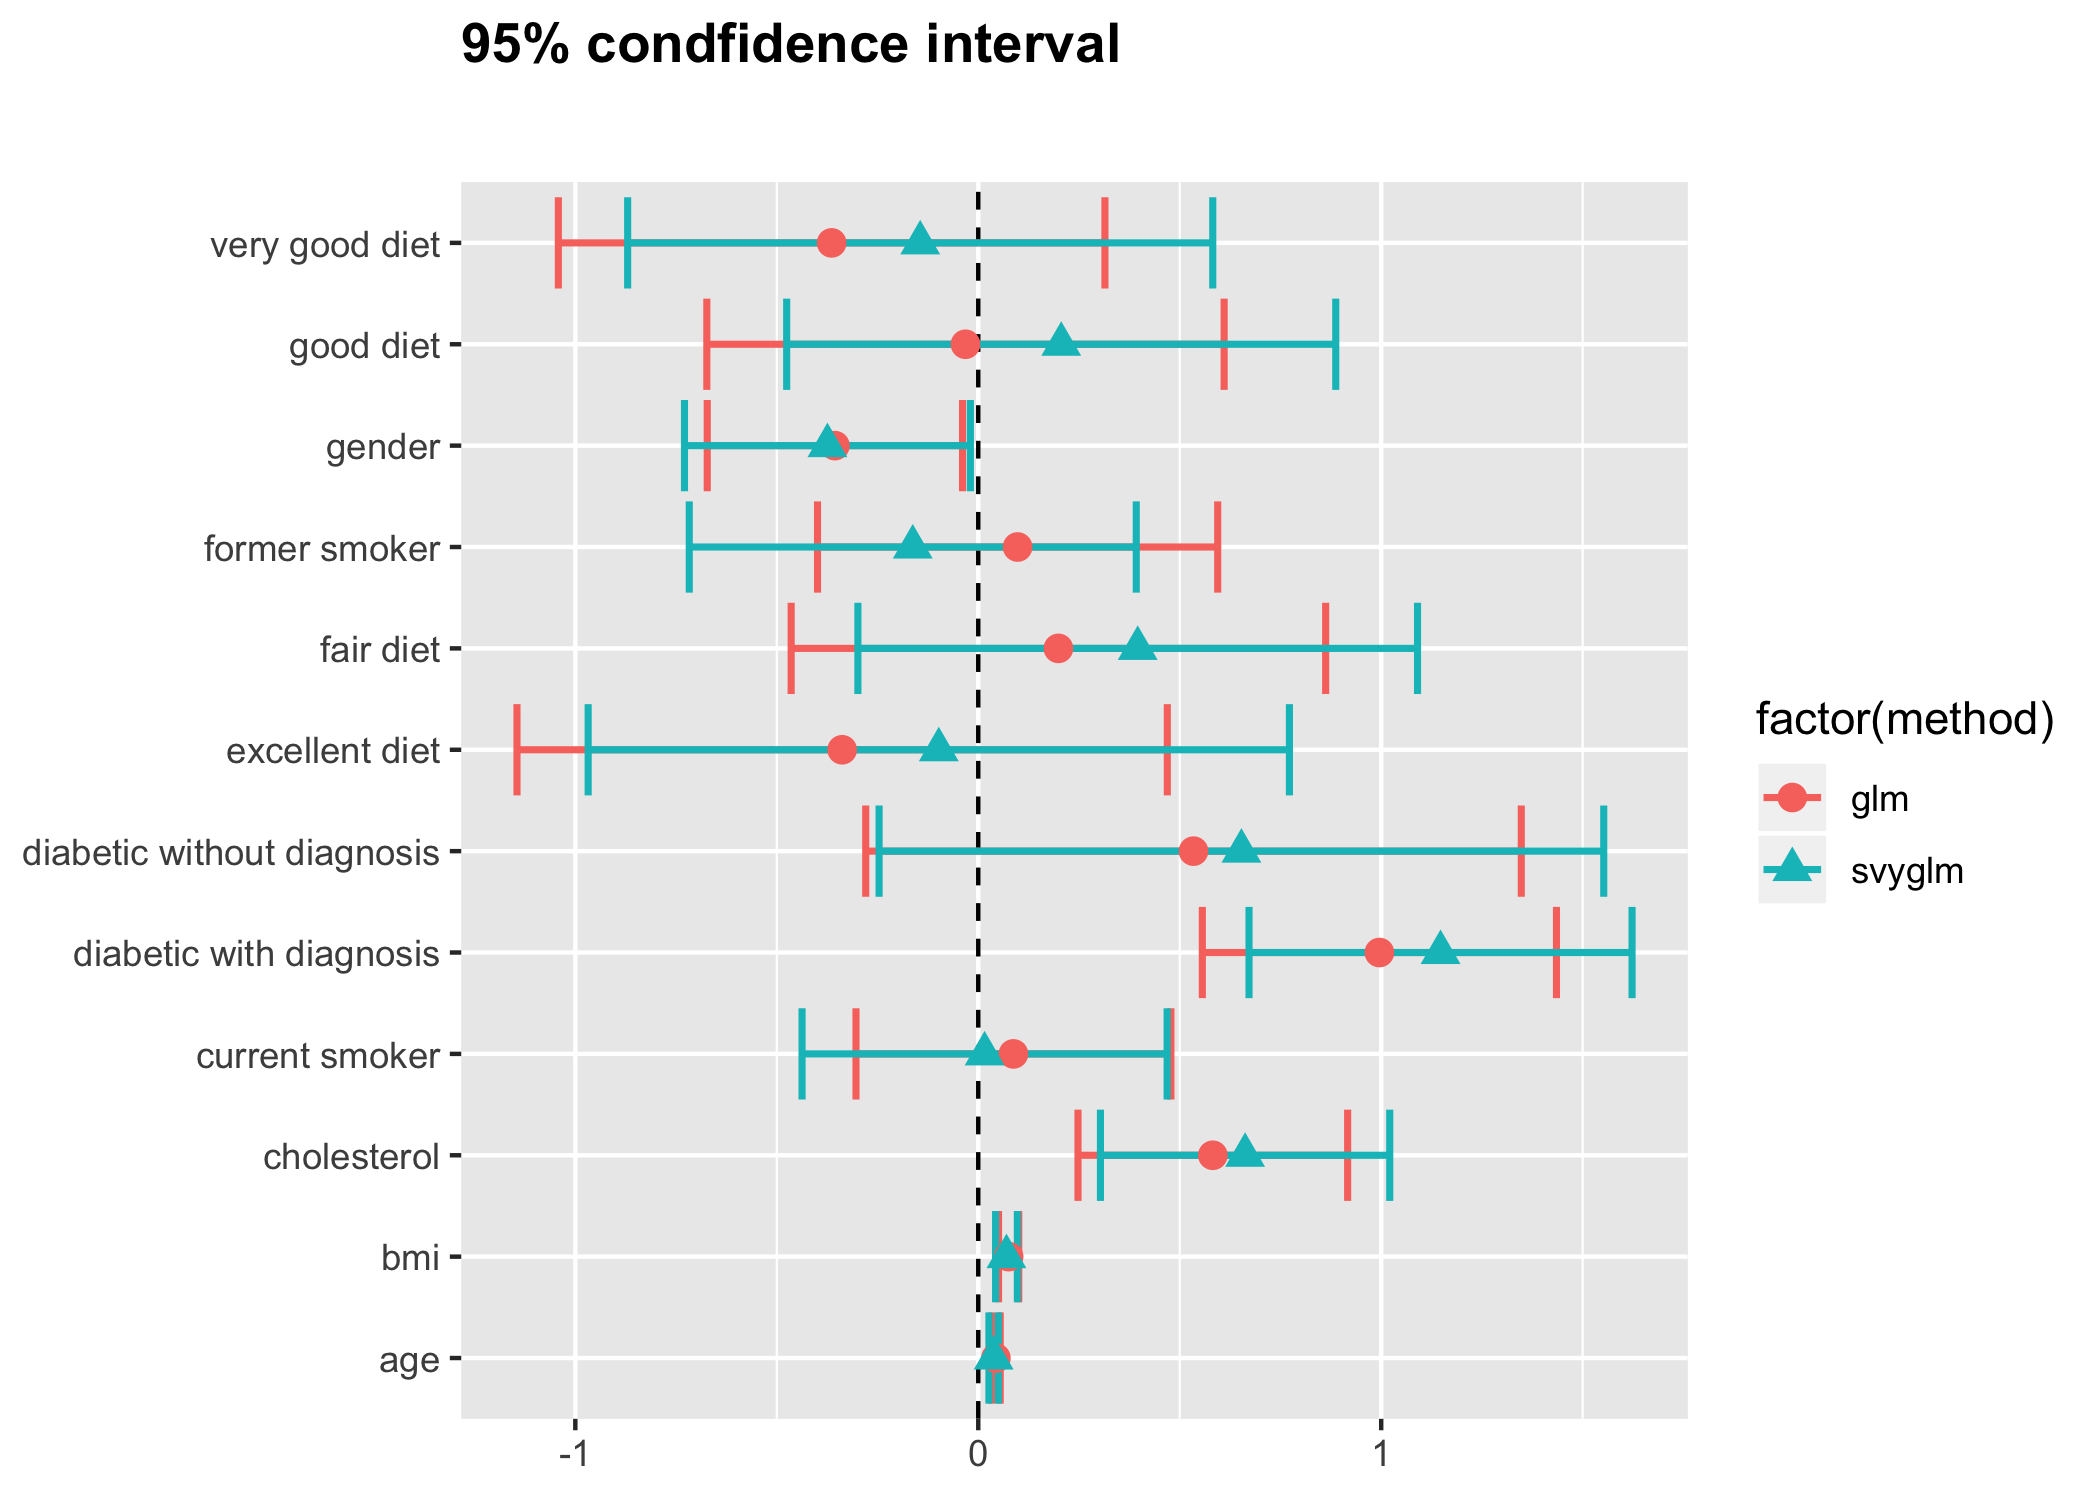 95% condfidence interval
very good diet
good diet
gender
former smoker
fair diet
excellent diet
diabetic without diagnosis
diabetic with diagnosis
current smoker
cholesterol
bmi
age
-1 0 1
factor(method)
glm
svyglm